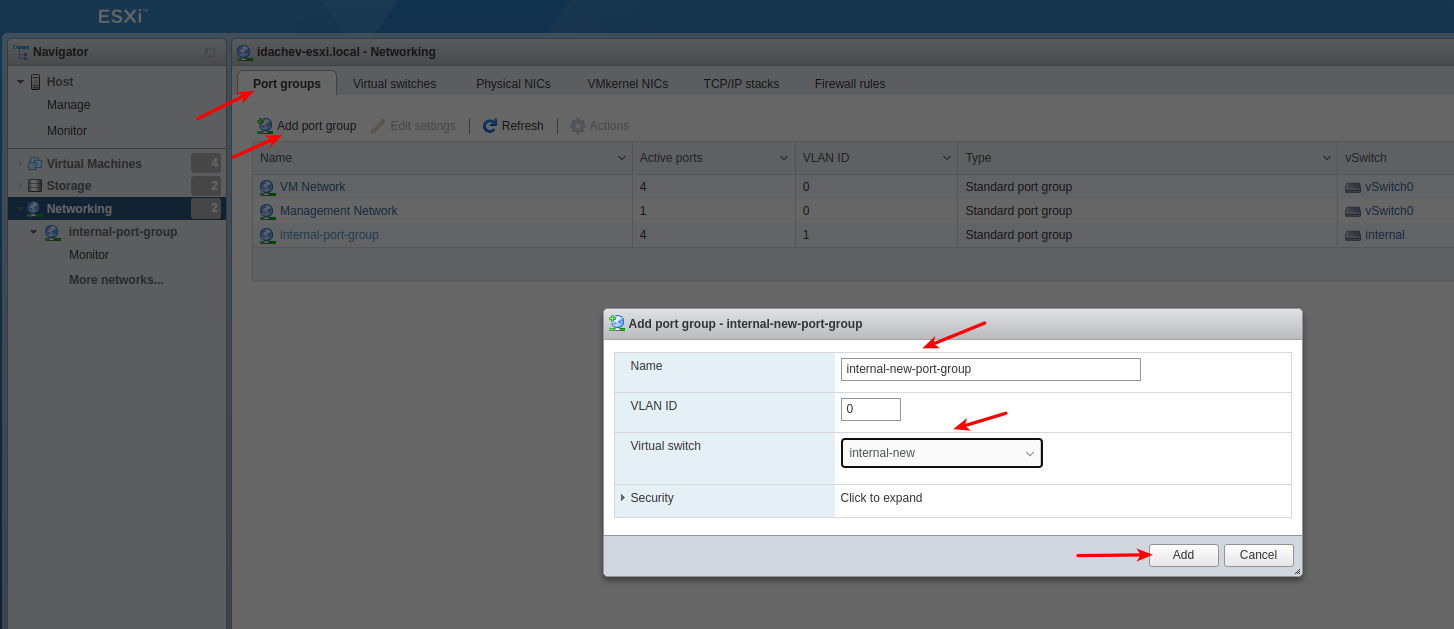 ESXi™
Navigator
Host
Manage
Monitor
Virtual Machines 4
Storage 2
Networking 2
internal-port-group
Monitor
More networks...
idachev-esxi.local - Networking
Port groups Virtual switches Physical NICs VMkernel NICs TCP/IP stacks Firewall rules
Add port group Edit settings Refresh Actions
Name Active ports VLAN ID Type vSwitch
VM Network 4 0 Standard port group vSwitch0
Management Network 1 0 Standard port group vSwitch0
internal-port-group 4 1 Standard port group internal
Add port group - internal-new-port-group
Name internal-new-port-group
VLAN ID 0
Virtual switch internal-new
Security Click to expand
Add Cancel